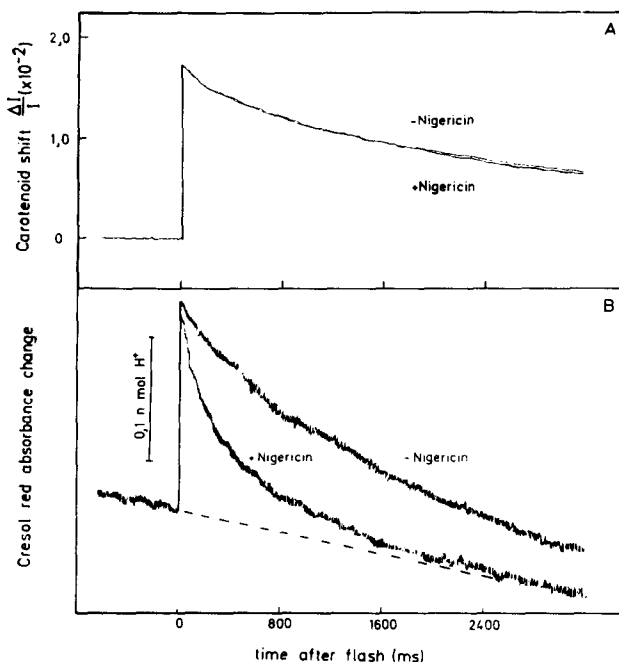 A
2,0
1,0
0
Carotenoid shift ΔI/I (x10⁻²)
-Nigericin
+Nigericin
B
Cresol red absorbance change
0,1 n mol H⁺
+ Nigericin
- Nigericin
0
800
1600
2400
time after flash (ms)